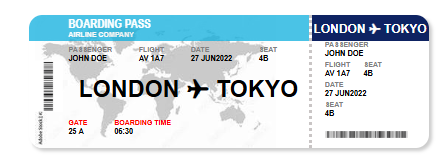 BOARDING PASS
AIRLINE COMPANY
PASSENGER FLIGHT DATE SEAT
JOHN DOE AV 1A7 27 JUN2022 4B
LONDON ✈ TOKYO
GATE BOARDING TIME
25 A 06:30
LONDON ✈ TOKYO
PASSENGER
JOHN DOE
FLIGHT SEAT
AV 1A7 4B
DATE
27 JUN2022
SEAT
4B
Adobe Stock | ©